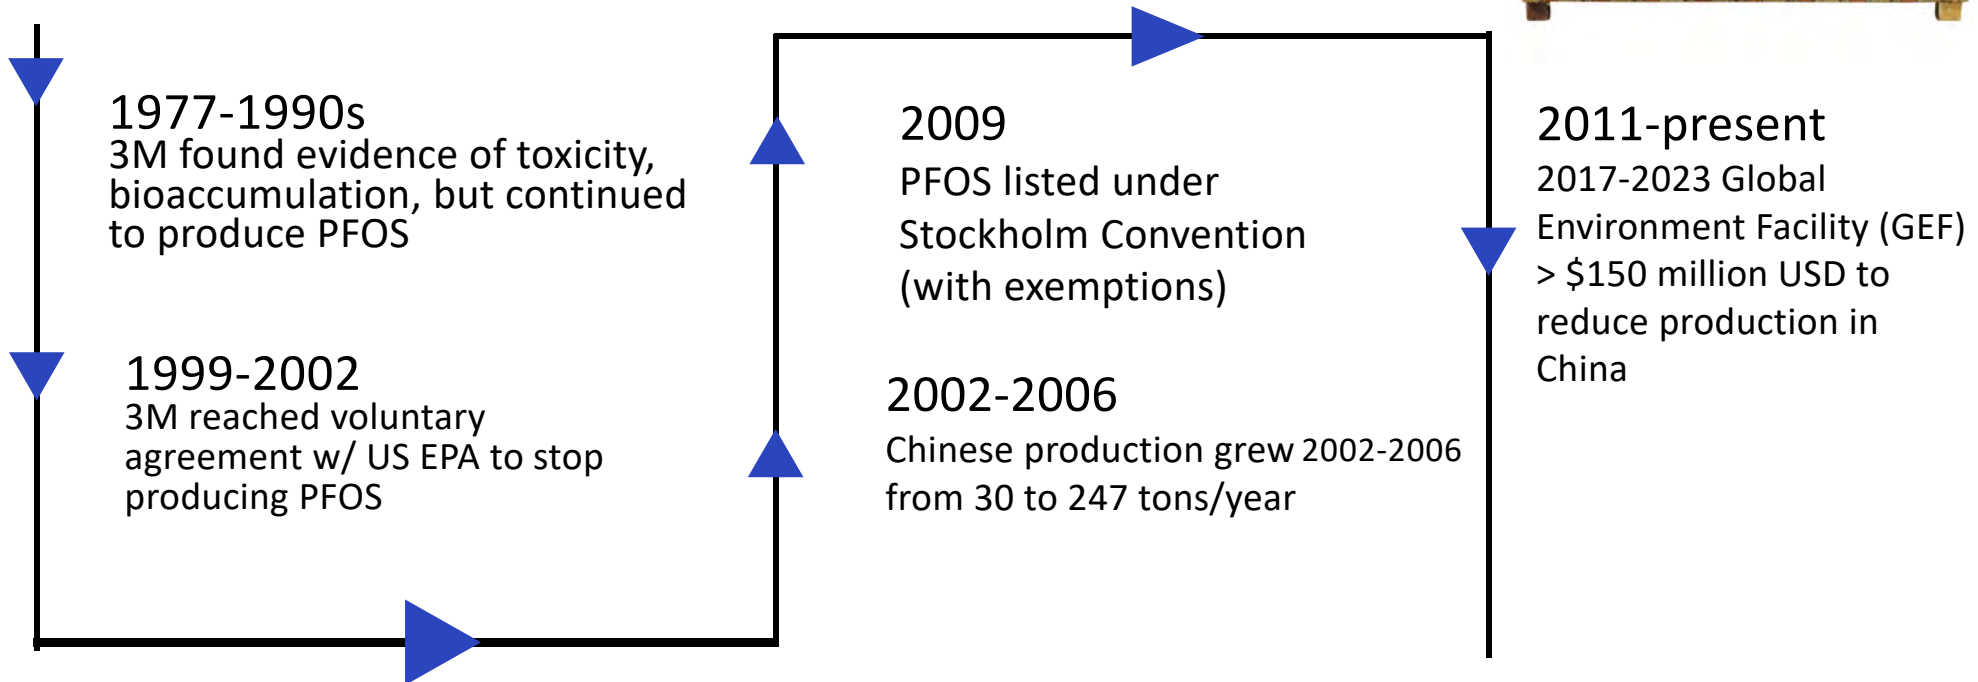 1977-1990s
3M found evidence of toxicity,
bioaccumulation, but continued
to produce PFOS
1999-2002
3M reached voluntary
agreement w/ US EPA to stop
producing PFOS
2002-2006
Chinese production grew 2002-2006
from 30 to 247 tons/year
2009
PFOS listed under
Stockholm Convention
(with exemptions)
2011-present
2017-2023 Global
Environment Facility (GEF)
> $150 million USD to
reduce production in
China